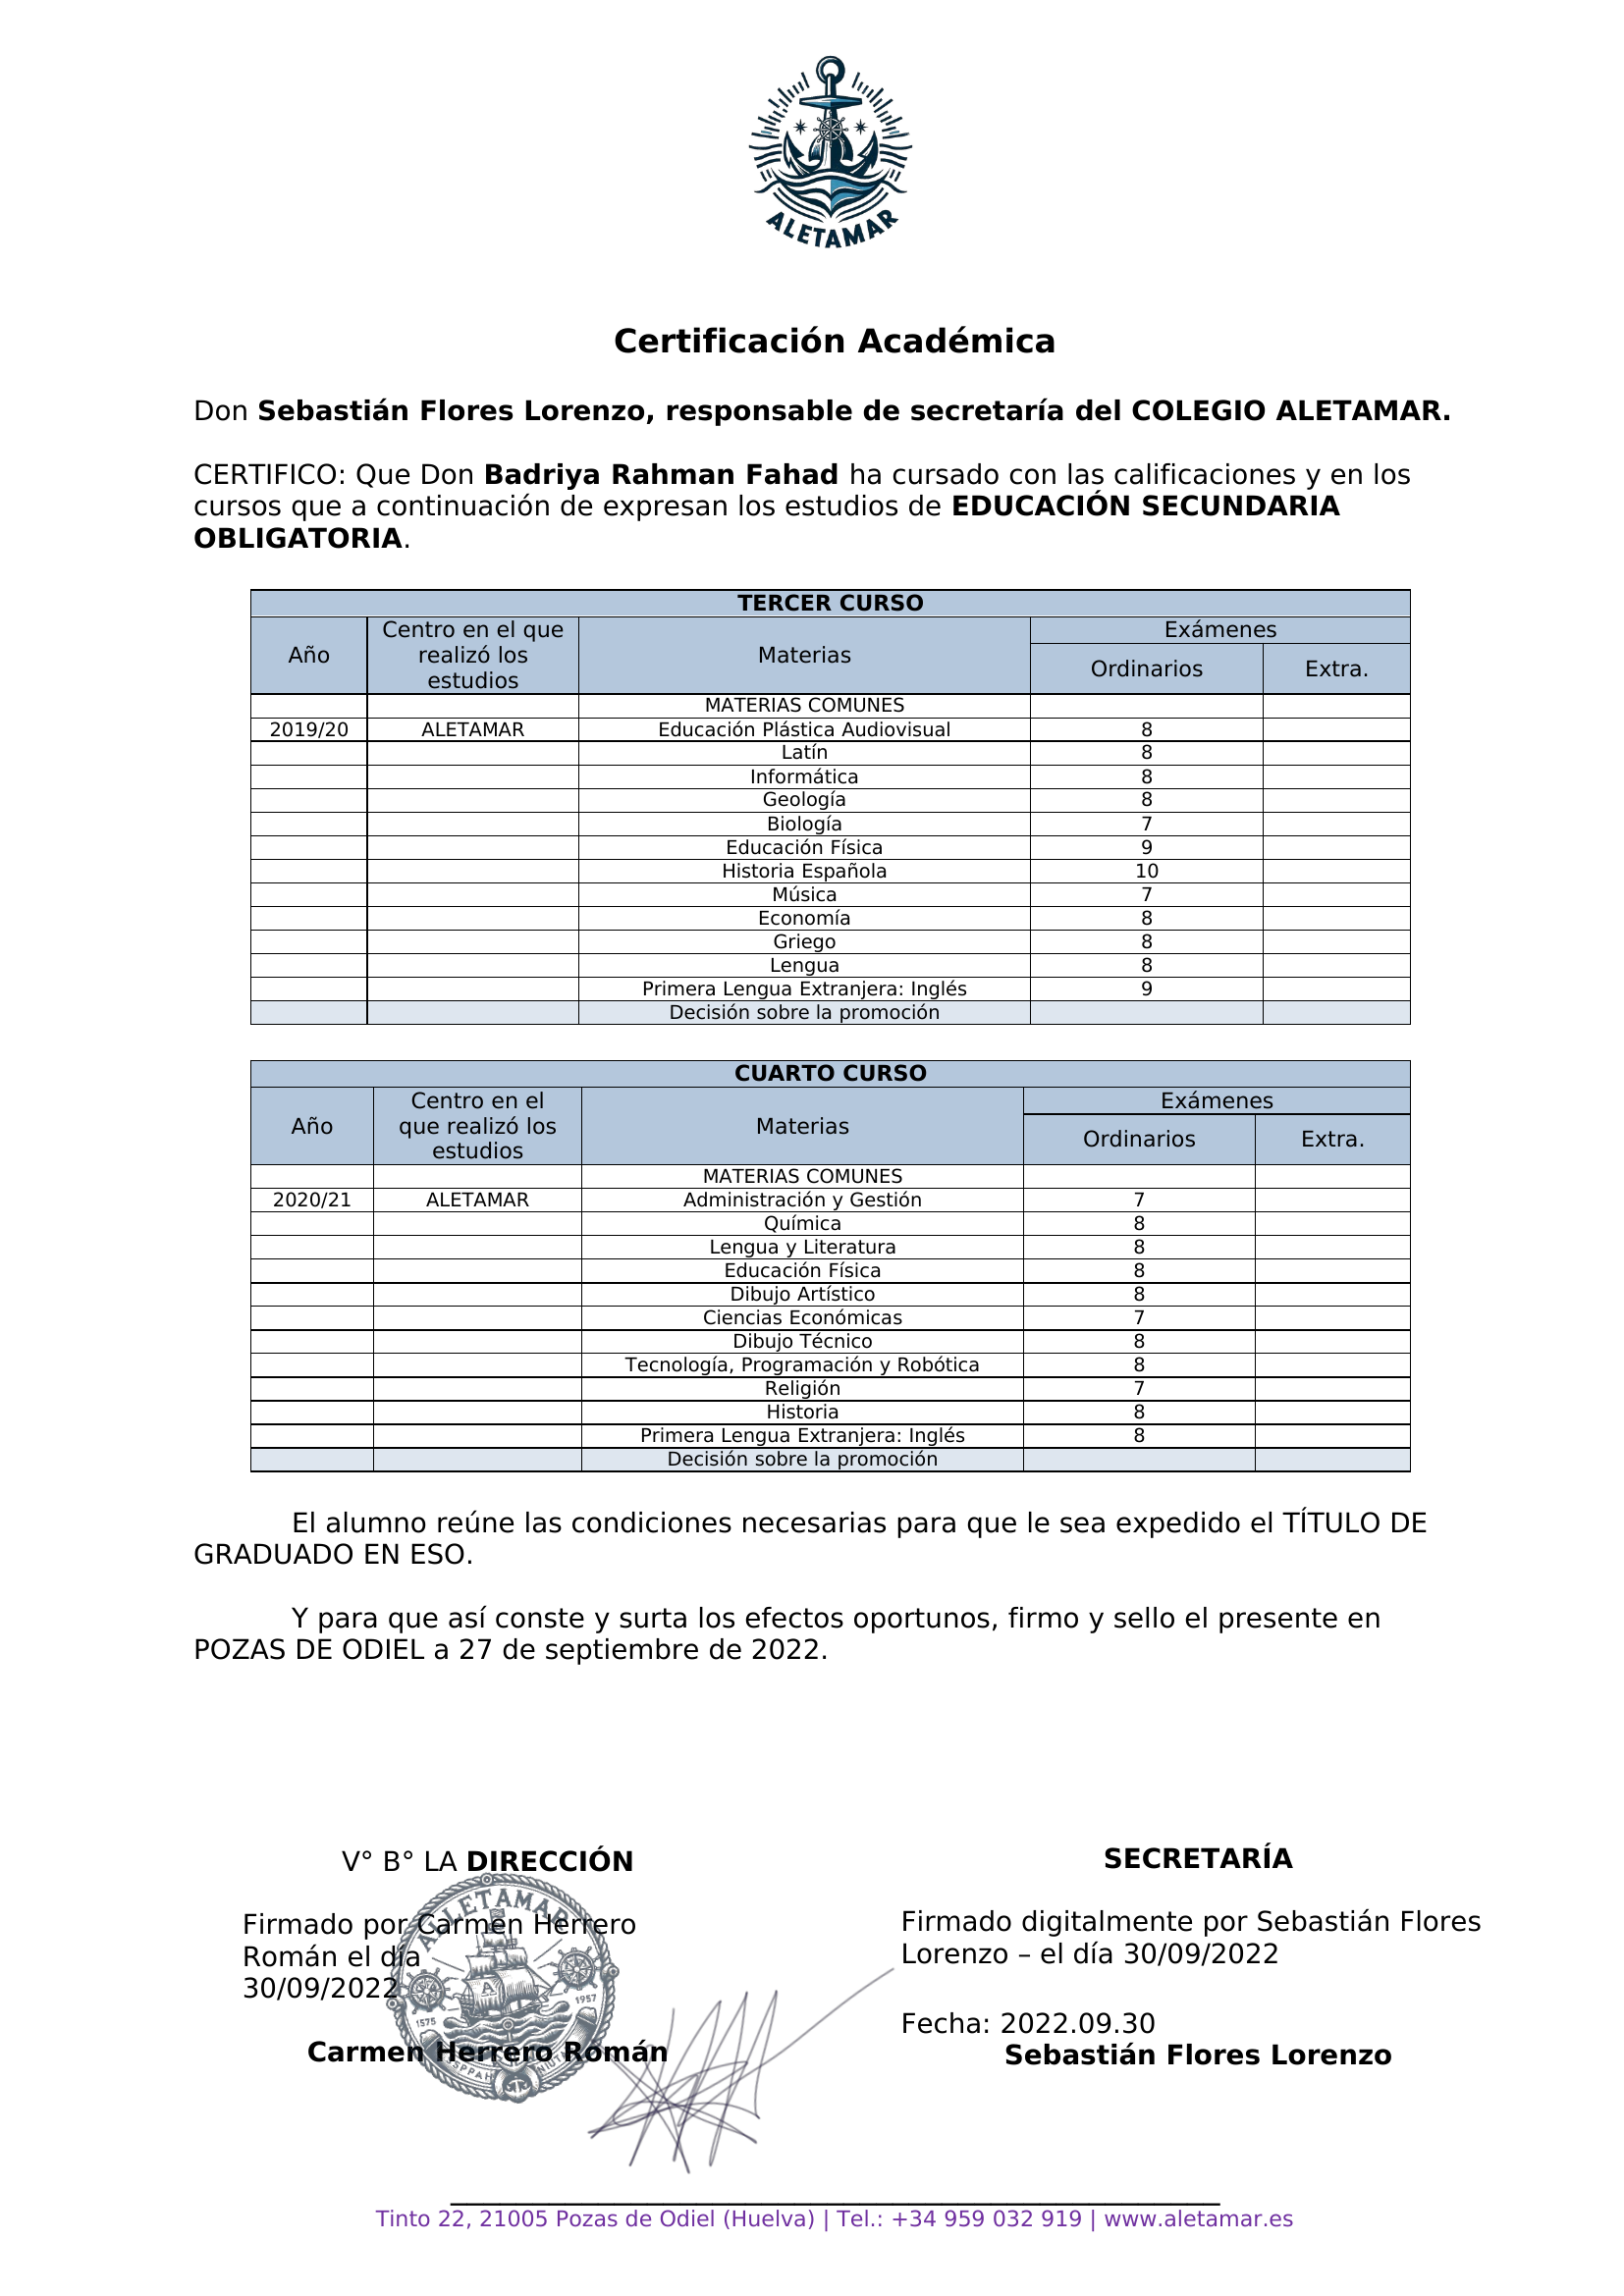 ALETAMAR
Certificación Académica
Don Sebastián Flores Lorenzo, responsable de secretaría del COLEGIO ALETAMAR.
CERTIFICO: Que Don Badriya Rahman Fahad ha cursado con las calificaciones y en los
cursos que a continuación de expresan los estudios de EDUCACIÓN SECUNDARIA
OBLIGATORIA.
TERCER CURSO
Año
Centro en el que
realizó los
estudios
Materias
Exámenes
Ordinarios
Extra.
MATERIAS COMUNES
2019/20 ALETAMAR Educación Plástica Audiovisual 8
Latín 8
Informática 8
Geología 8
Biología 7
Educación Física 9
Historia Española 10
Música 7
Economía 8
Griego 8
Lengua 8
Primera Lengua Extranjera: Inglés 9
Decisión sobre la promoción
CUARTO CURSO
Año
Centro en el
que realizó los
estudios
Materias
Exámenes
Ordinarios
Extra.
MATERIAS COMUNES
2020/21 ALETAMAR Administración y Gestión 7
Química 8
Lengua y Literatura 8
Educación Física 8
Dibujo Artístico 8
Ciencias Económicas 7
Dibujo Técnico 8
Tecnología, Programación y Robótica 8
Religión 7
Historia 8
Primera Lengua Extranjera: Inglés 8
Decisión sobre la promoción
El alumno reúne las condiciones necesarias para que le sea expedido el TÍTULO DE
GRADUADO EN ESO.
Y para que así conste y surta los efectos oportunos, firmo y sello el presente en
POZAS DE ODIEL a 27 de septiembre de 2022.
V° B° LA DIRECCIÓN
Firmado por Carmen Herrero
Román el día
30/09/2022
Carmen Herrero Román
ALLETAMAR
A
1575
1957
SECRETARÍA
Firmado digitalmente por Sebastián Flores
Lorenzo – el día 30/09/2022
Fecha: 2022.09.30
Sebastián Flores Lorenzo
Tinto 22, 21005 Pozas de Odiel (Huelva) | Tel.: +34 959 032 919 | www.aletamar.es